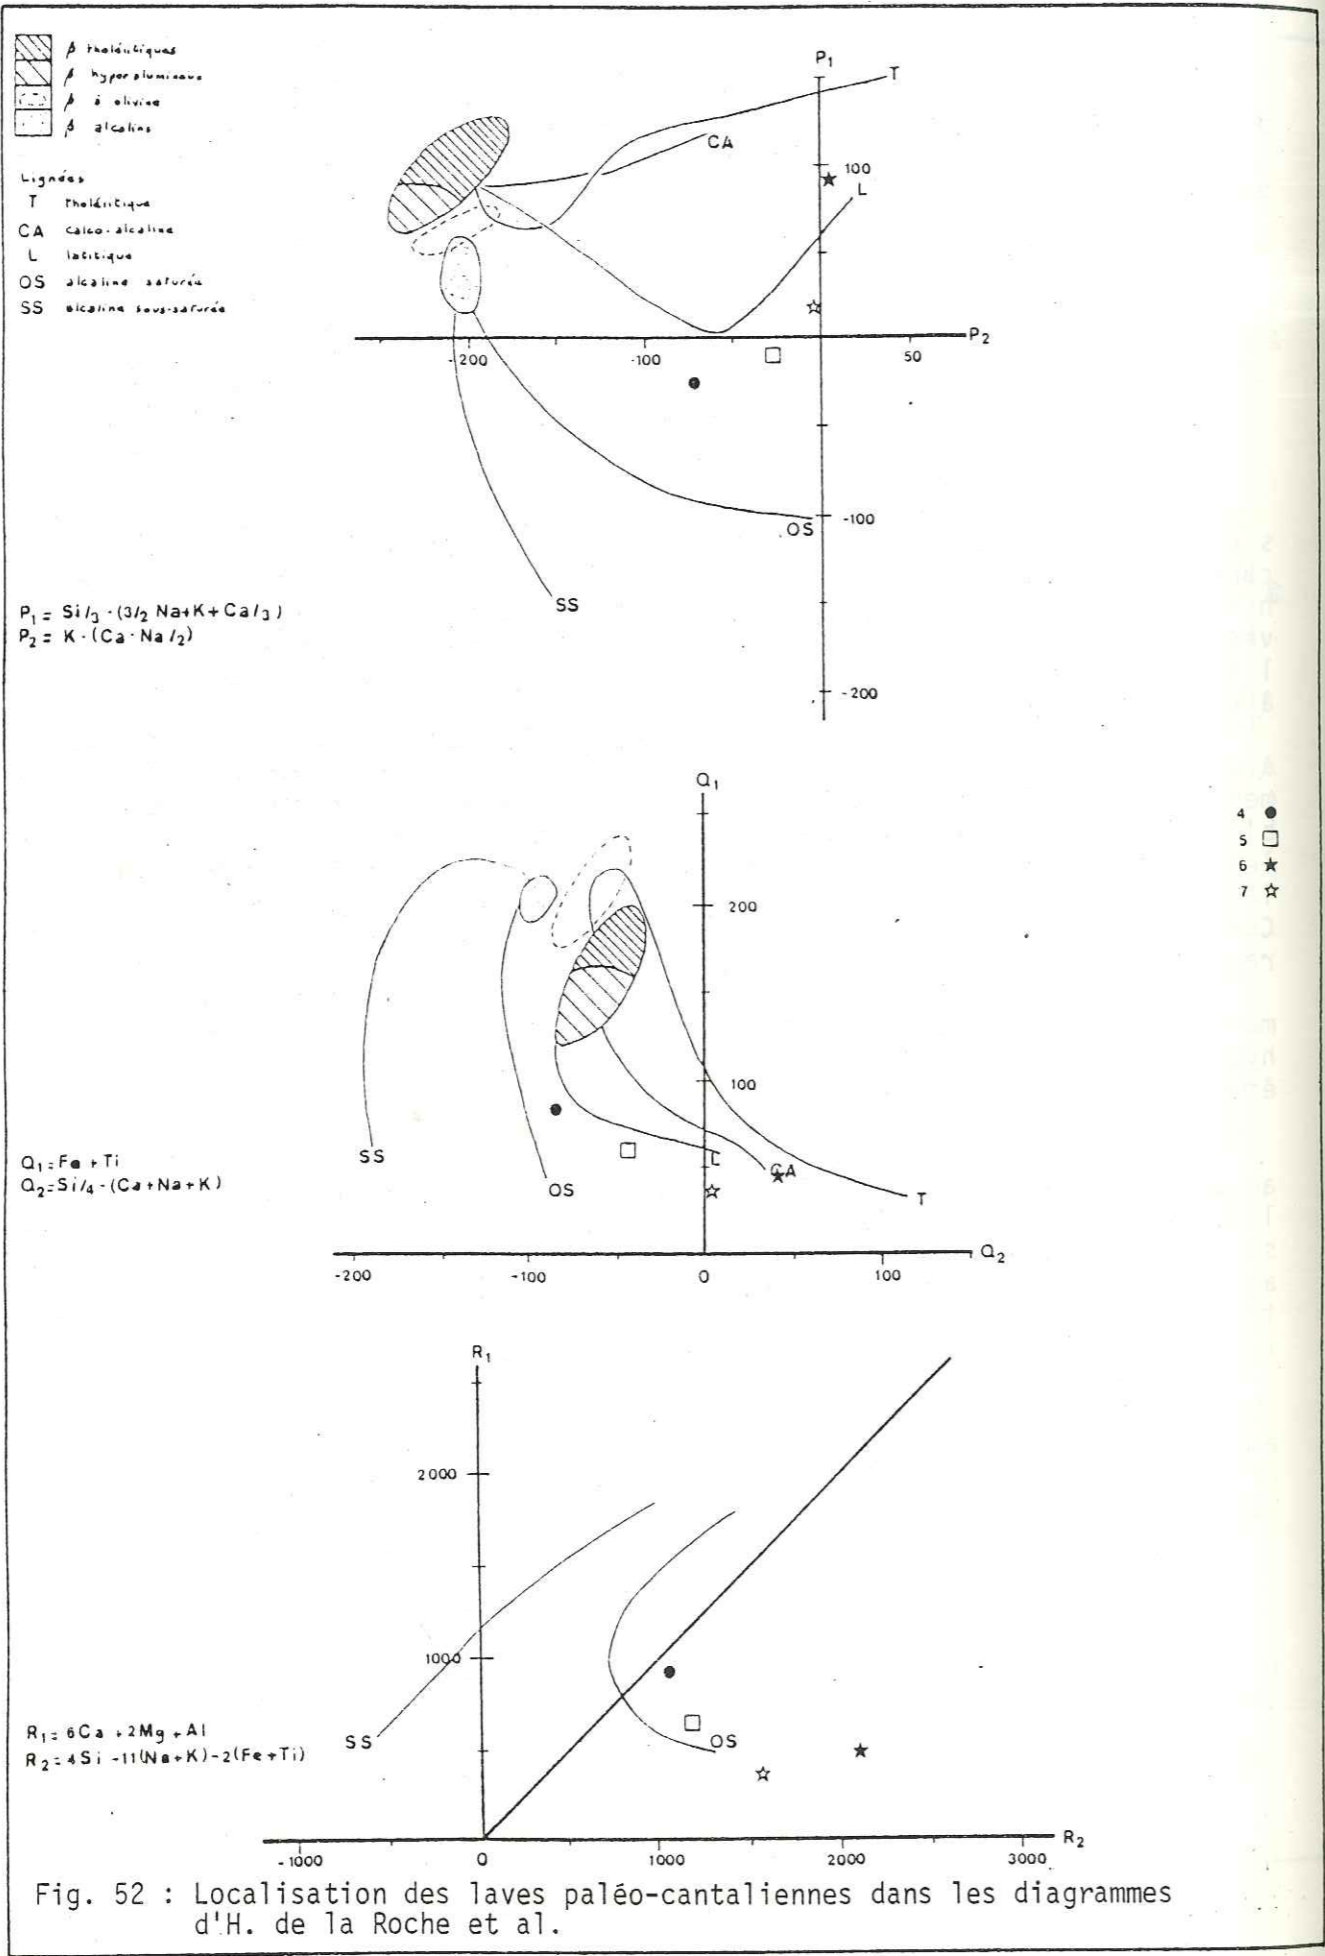 β tholéitiques
β hyperalumineux
β à olivine
β alcalins
Lignées
T tholéitique
CA calco-alcaline
L latitique
OS alcaline saturée
SS alcaline sous-saturée
P₁
T
CA
100
L
P₂
-200
-100
50
-100
OS
SS
-200
P₁ = Si/3 - (3/2 Na+K+Ca/3)
P₂ = K - (Ca-Na/2)
Q₁
4
5
6
7
200
100
SS
OS
L
CA
T
Q₂
-200
-100
0
100
Q₁ = Fe + Ti
Q₂ = Si/4 - (Ca+Na+K)
R₁
2000
1000
SS
OS
R₁ = 6Ca + 2Mg + Al
R₂ = 4Si -11(Na+K)-2(Fe+Ti)
R₂
-1000
0
1000
2000
3000
Fig. 52 : Localisation des laves paléo-cantaliennes dans les diagrammes
d'H. de la Roche et al.